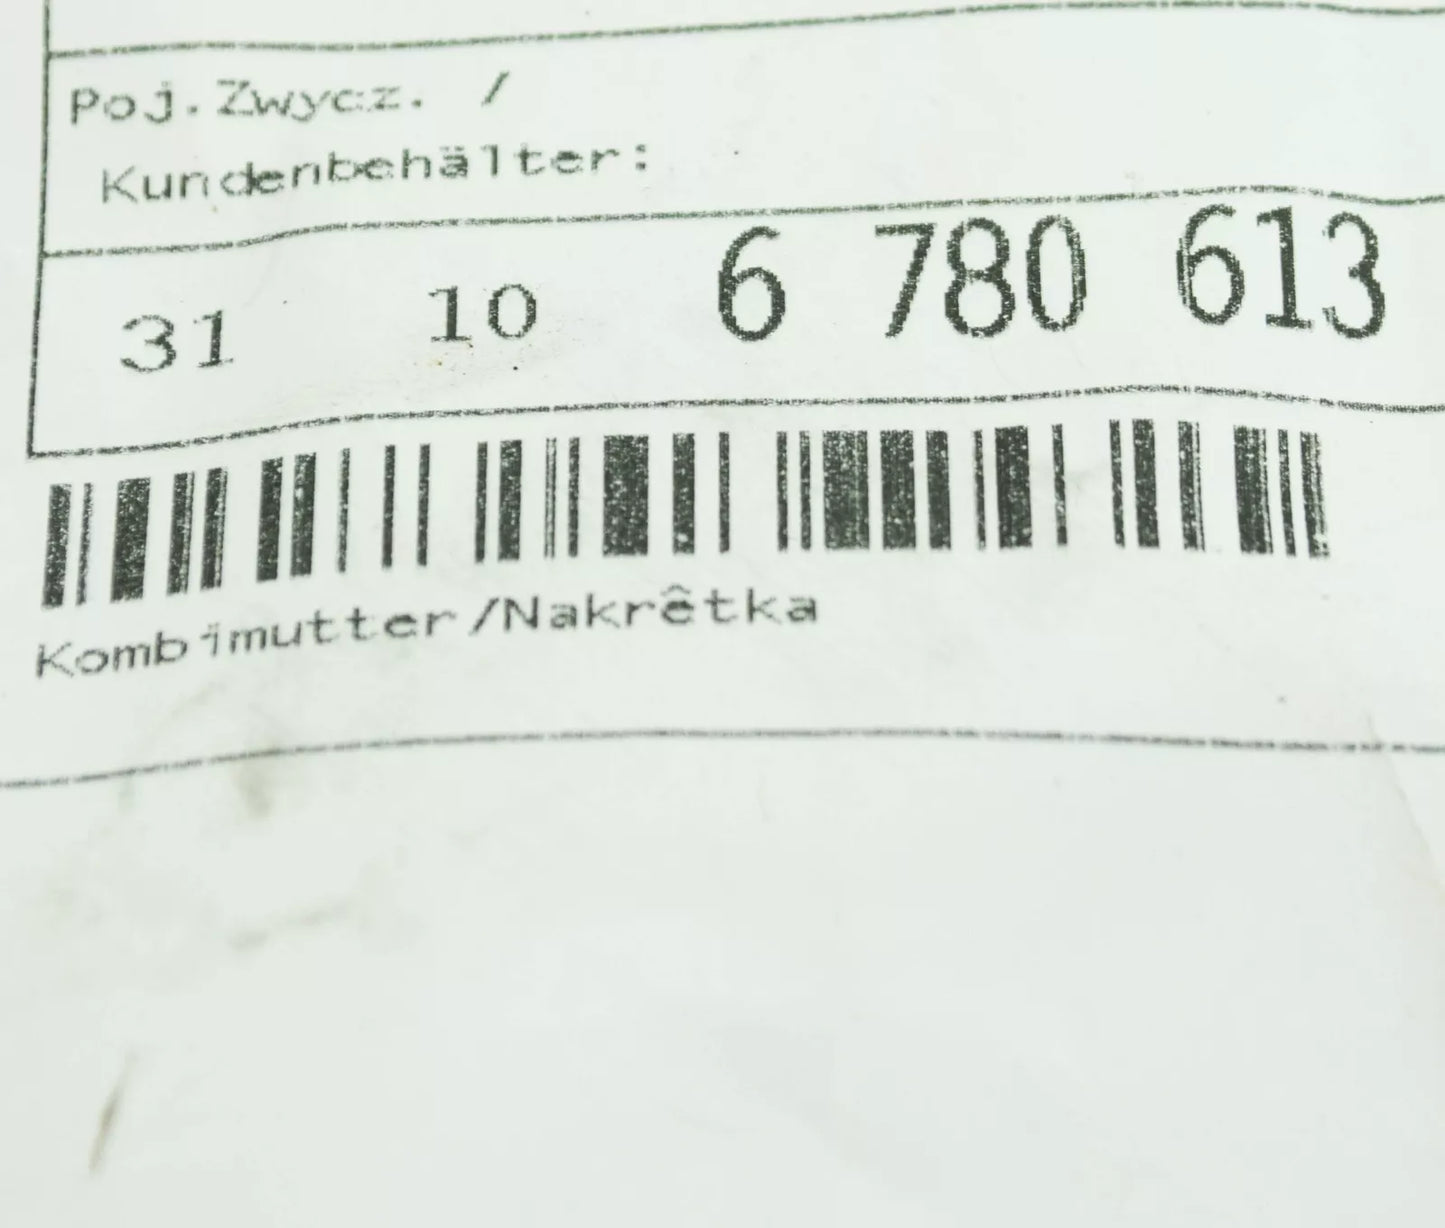 Poj.Zwycz. /
Kundenbehälter:
31 10 6 780 613
Kombimutter/Nakrêtka